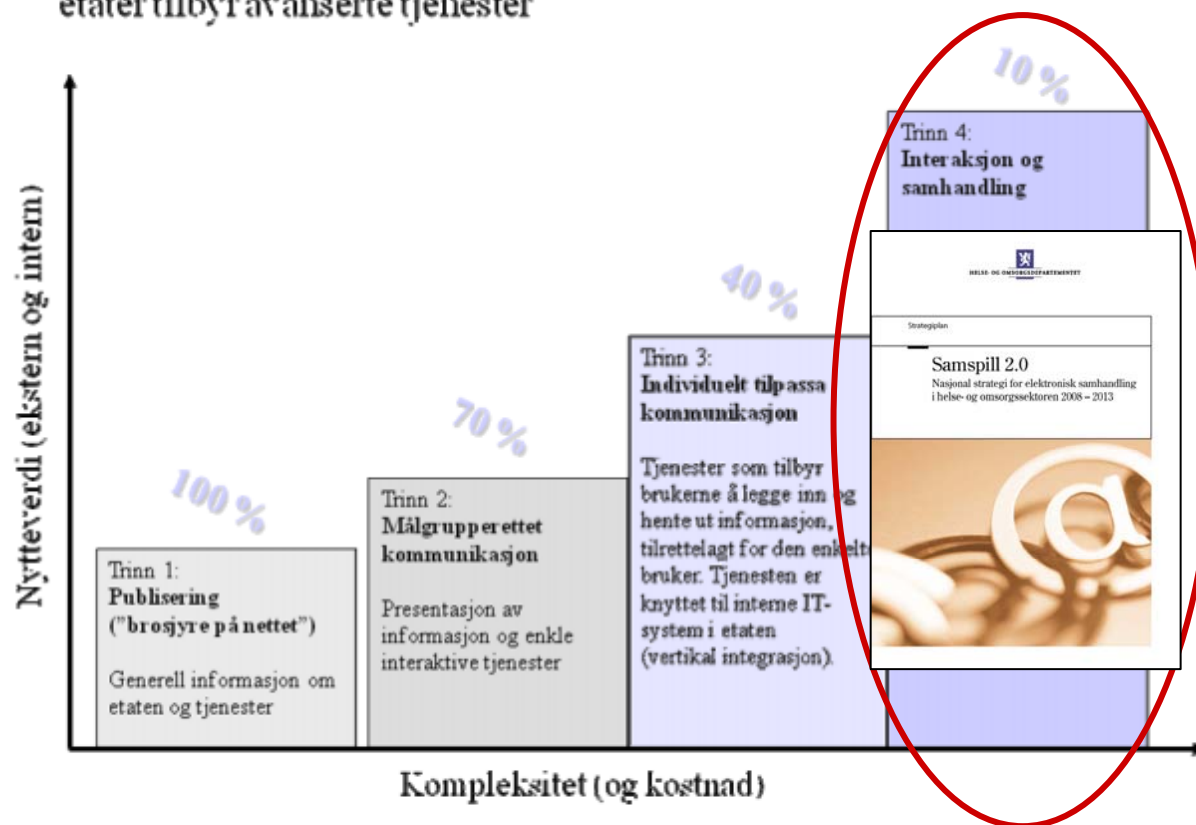 etater tilbyr avanserte tjenester
10 %
Trinn 4:
Interaksjon og
samhandling
HELSE- OG OMSORGSDEPARTEMENTET
Strategiplan
Samspill 2.0
Nasjonal strategi for elektronisk samhandling
i helse- og omsorgssektoren 2008 – 2013
40 %
Trinn 3:
Individuelt tilpassa
kommunikasjon
Tjenester som tilbyr
brukerne å legge inn og
hente ut informasjon,
tilrettelagt for den enkelte
bruker. Tjenesten er
knyttet til interne IT-
system i etaten
(vertikal integrasjon).
70 %
Trinn 2:
Målgrupperettet
kommunikasjon
Presentasjon av
informasjon og enkle
interaktive tjenester
100 %
Trinn 1:
Publisering
(”brosjyre på nettet”)
Generell informasjon om
etaten og tjenester
Nytteverdi (ekstern og intern)
Kompleksitet (og kostnad)